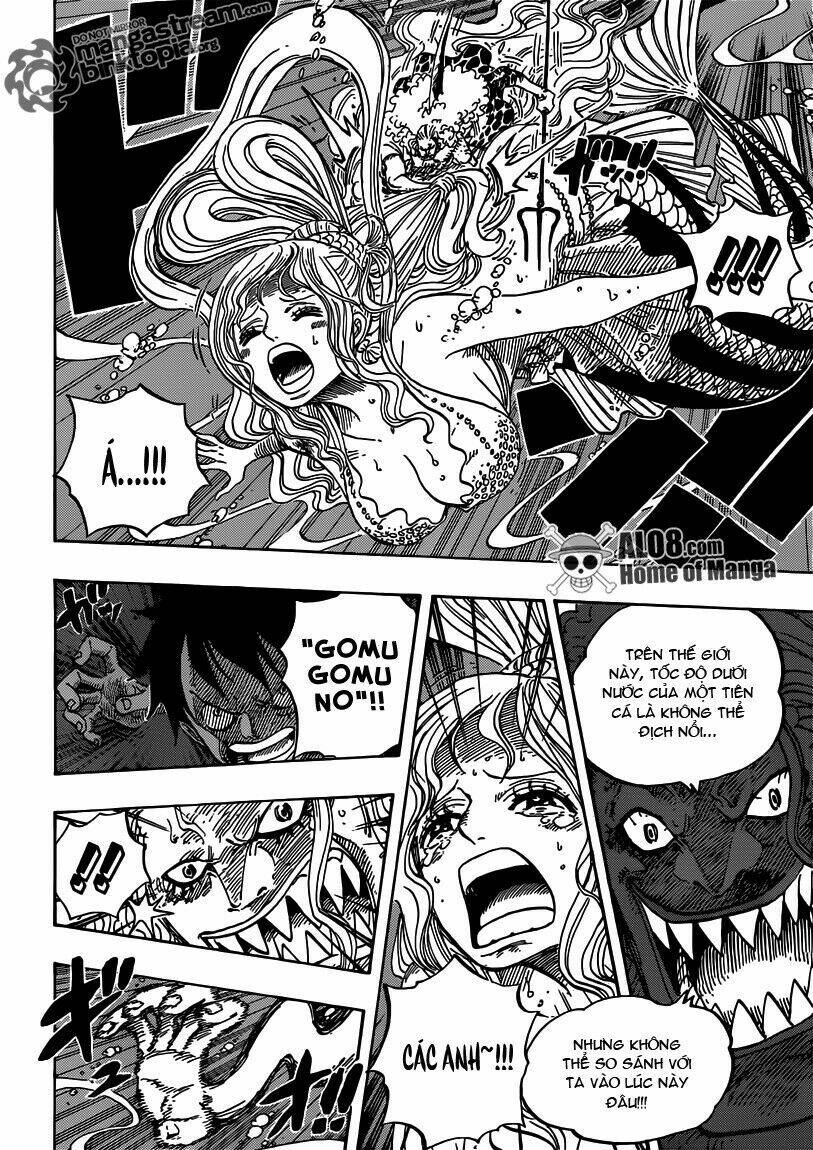 DO NOT MIRROR
mangastream.com
binktopia.org
!!!!
Á...!!!
AL08.com
Home of Manga
"GOMU
GOMU
NO"!!
TRÊN THẾ GIỚI
NÀY, TỐC ĐỘ DƯỚI
NƯỚC CỦA MỘT TIÊN
CÁ LÀ KHÔNG THỂ
ĐỊCH NỔI...
!!
CÁC ANH~!!!
NHƯNG KHÔNG
THỂ SO SÁNH VỚI
TA VÀO LÚC NÀY
ĐÂU!!!